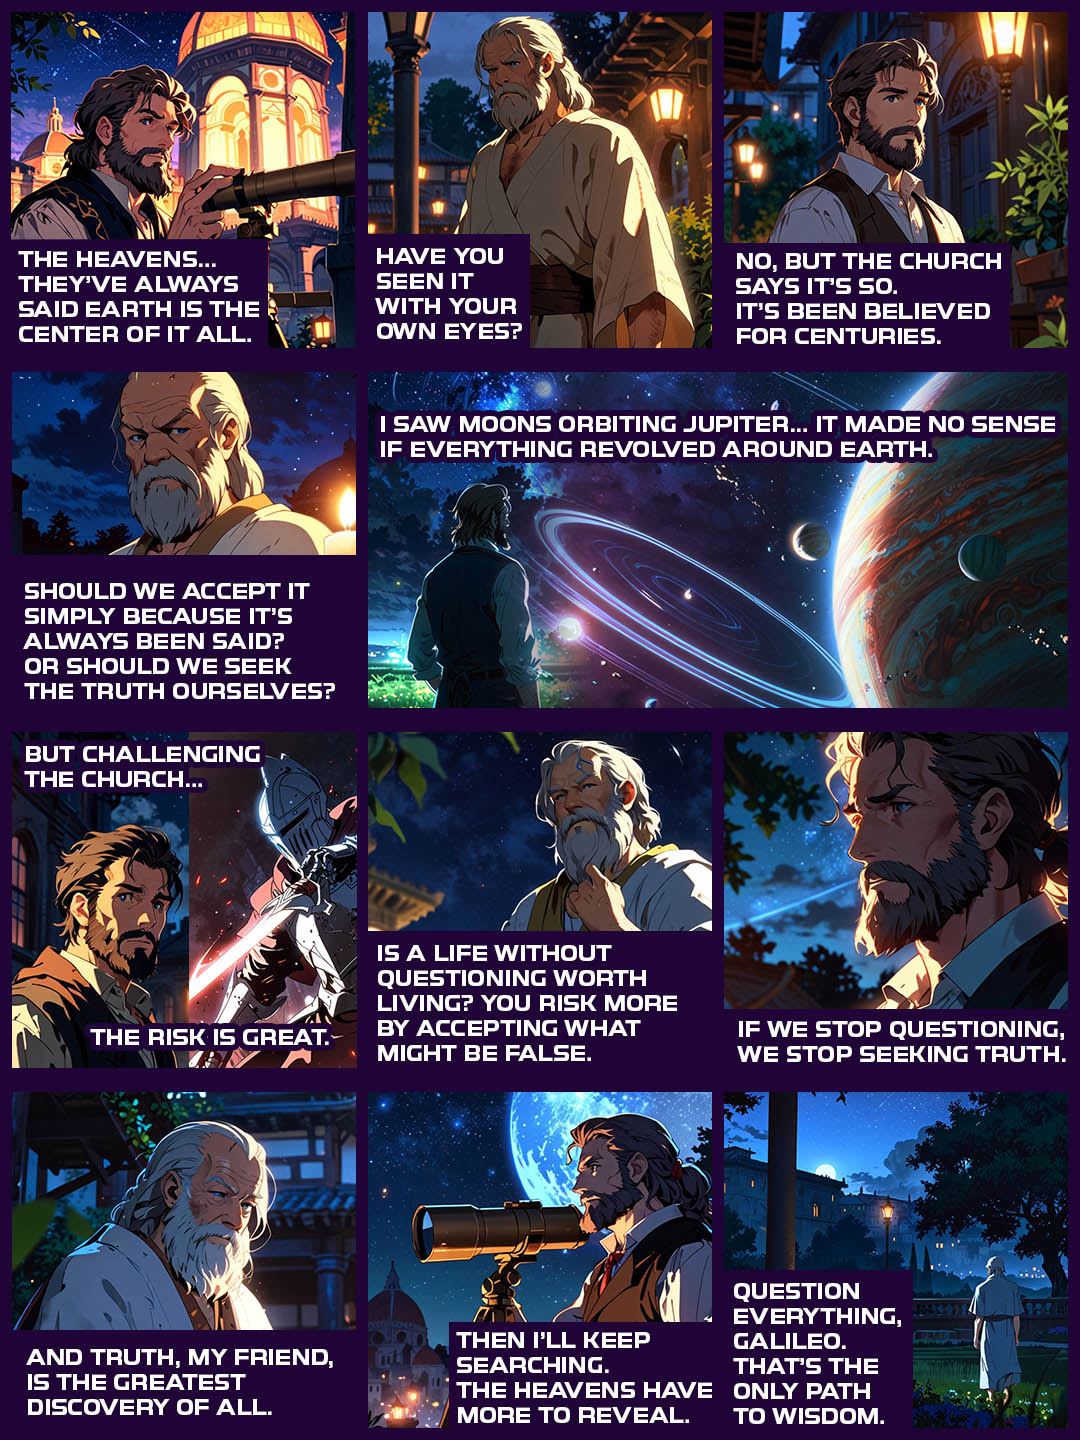 THE HEAVENS...
THEY'VE ALWAYS
SAID EARTH IS THE
CENTER OF IT ALL.
HAVE YOU
SEEN IT
WITH YOUR
OWN EYES?
NO, BUT THE CHURCH
SAYS IT'S SO.
IT'S BEEN BELIEVED
FOR CENTURIES.
SHOULD WE ACCEPT IT
SIMPLY BECAUSE IT'S
ALWAYS BEEN SAID?
OR SHOULD WE SEEK
THE TRUTH OURSELVES?
I SAW MOONS ORBITING JUPITER... IT MADE NO SENSE
IF EVERYTHING REVOLVED AROUND EARTH.
BUT CHALLENGING
THE CHURCH...
THE RISK IS GREAT.
IS A LIFE WITHOUT
QUESTIONING WORTH
LIVING? YOU RISK MORE
BY ACCEPTING WHAT
MIGHT BE FALSE.
IF WE STOP QUESTIONING,
WE STOP SEEKING TRUTH.
AND TRUTH, MY FRIEND,
IS THE GREATEST
DISCOVERY OF ALL.
THEN I'LL KEEP
SEARCHING.
THE HEAVENS HAVE
MORE TO REVEAL.
QUESTION
EVERYTHING,
GALILEO.
THAT'S THE
ONLY PATH
TO WISDOM.